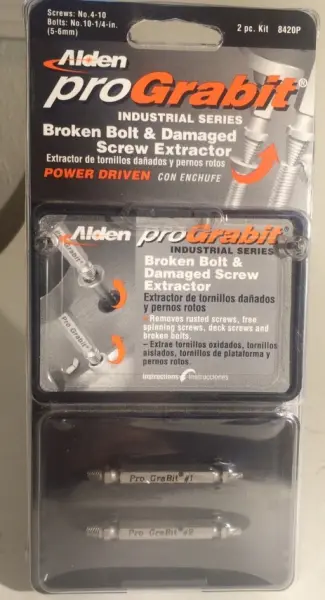 Screws: No. 4-10
Bolts: No. 10-1/4-in.
(5-6mm)
2 pc. Kit 8420P
Alden
proGrabit®
INDUSTRIAL SERIES
Broken Bolt & Damaged
Screw Extractor
Extractor de tornillos dañados y pernos rotos
POWER DRIVEN CON ENCHUFE
Alden proGrabit
INDUSTRIAL SERIES
Broken Bolt &
Damaged Screw
Extractor
Extractor de tornillos dañados
y pernos rotos
- Removes rusted screws, free
spinning screws, deck screws and
broken bolts.
- Extrae tornillos oxidados, tornillos
aislados, tornillos de plataforma y
pernos rotos.
instructions instrucciones
Pro GraBit
Pro GraBit® #1
Pro GraBit® #2